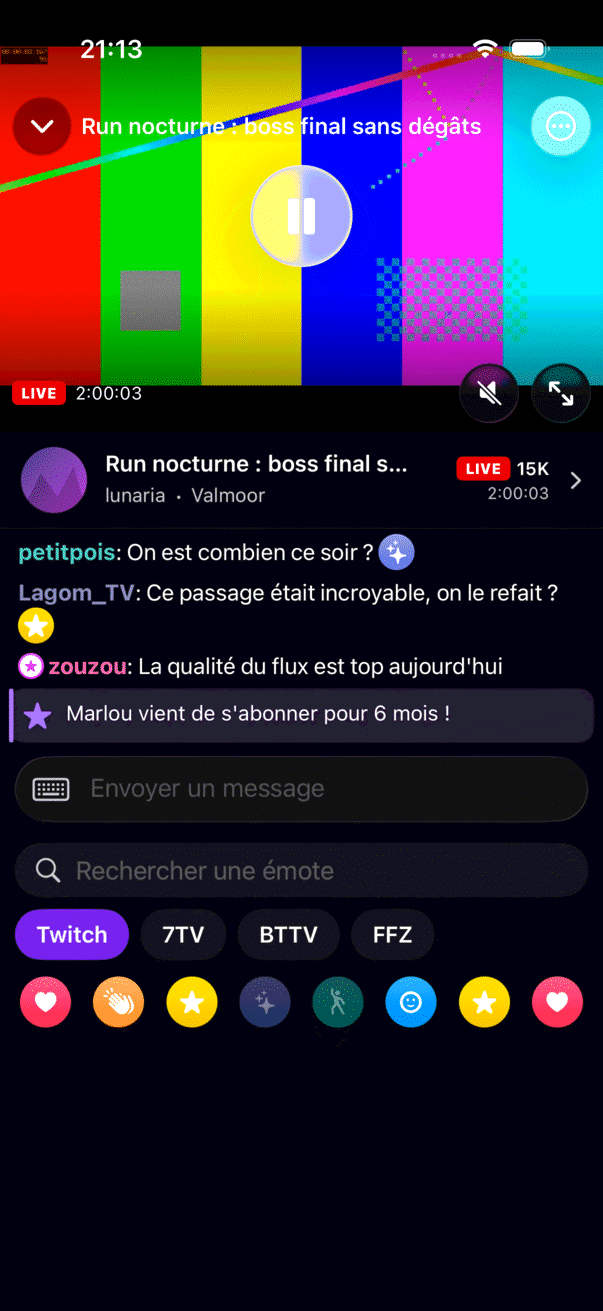 21:13
Run nocturne : boss final sans dégâts
LIVE 2:00:03
Run nocturne : boss final s... LIVE 15K
lunaria • Valmoor 2:00:03
petitpois: On est combien ce soir ?
Lagom_TV: Ce passage était incroyable, on le refait ?
zouzou: La qualité du flux est top aujourd'hui
Marlou vient de s'abonner pour 6 mois !
Envoyer un message
Rechercher une émote
Twitch 7TV BTTV FFZ